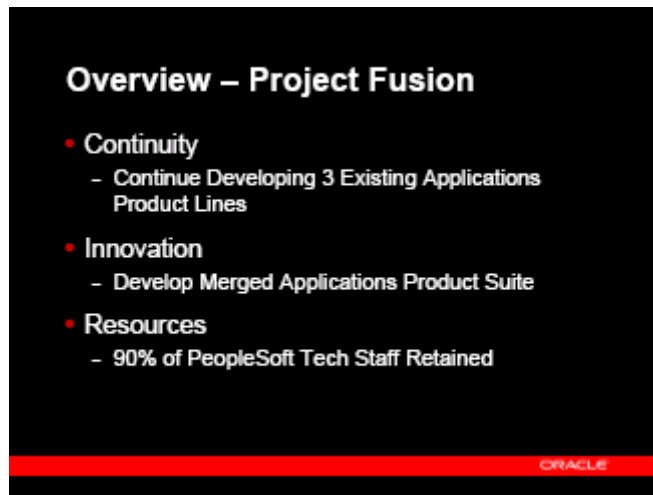 Overview – Project Fusion
• Continuity
– Continue Developing 3 Existing Applications
Product Lines
• Innovation
– Develop Merged Applications Product Suite
• Resources
– 90% of PeopleSoft Tech Staff Retained
ORACLE